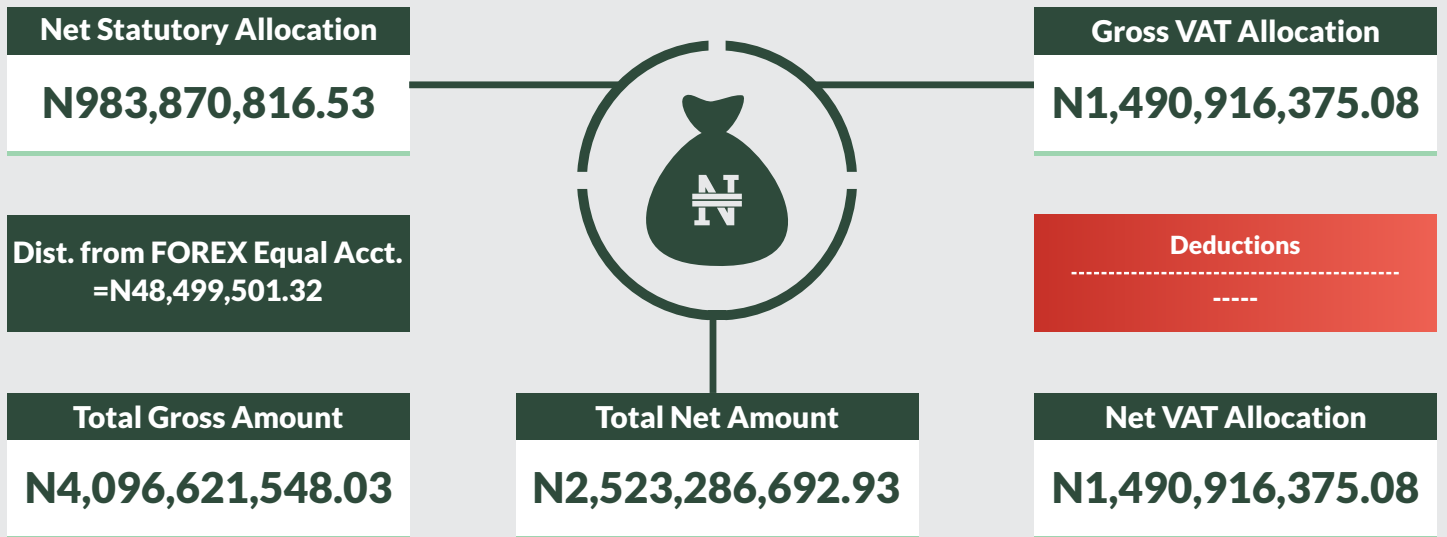 Net Statutory Allocation
N983,870,816.53
Gross VAT Allocation
N1,490,916,375.08
₦
Dist. from FOREX Equal Acct.
=N48,499,501.32
Deductions
--------------------------------------------
-----
Total Gross Amount
N4,096,621,548.03
Total Net Amount
N2,523,286,692.93
Net VAT Allocation
N1,490,916,375.08